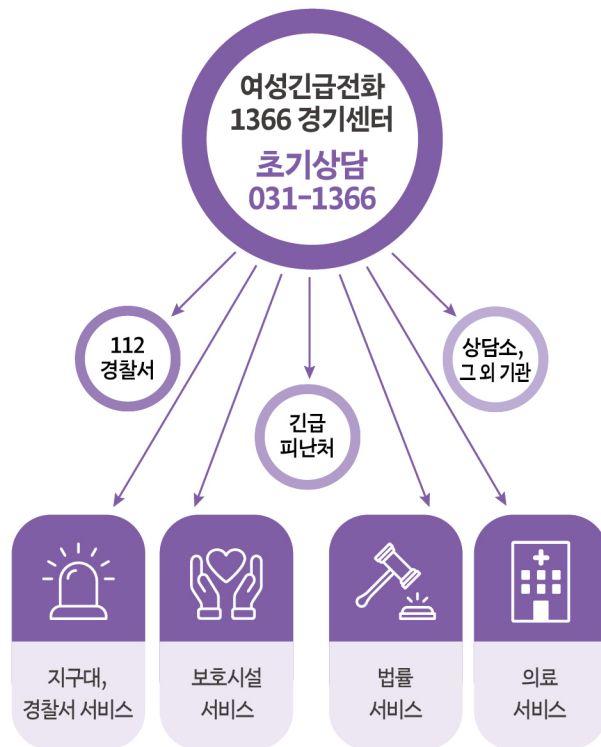 여성긴급전화
1366 경기센터
초기상담
031-1366
112
경찰서
상담소,
그 외 기관
긴급
피난처
지구대,
경찰서 서비스
보호시설
서비스
법률
서비스
의료
서비스